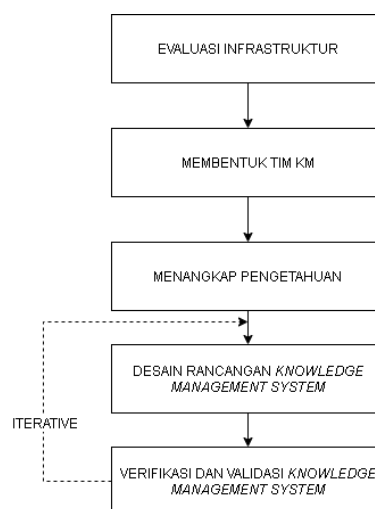 EVALUASI INFRASTRUKTUR
MEMBENTUK TIM KM
MENANGKAP PENGETAHUAN
DESAIN RANCANGAN KNOWLEDGE
MANAGEMENT SYSTEM
ITERATIVE
VERIFIKASI DAN VALIDASI KNOWLEDGE
MANAGEMENT SYSTEM